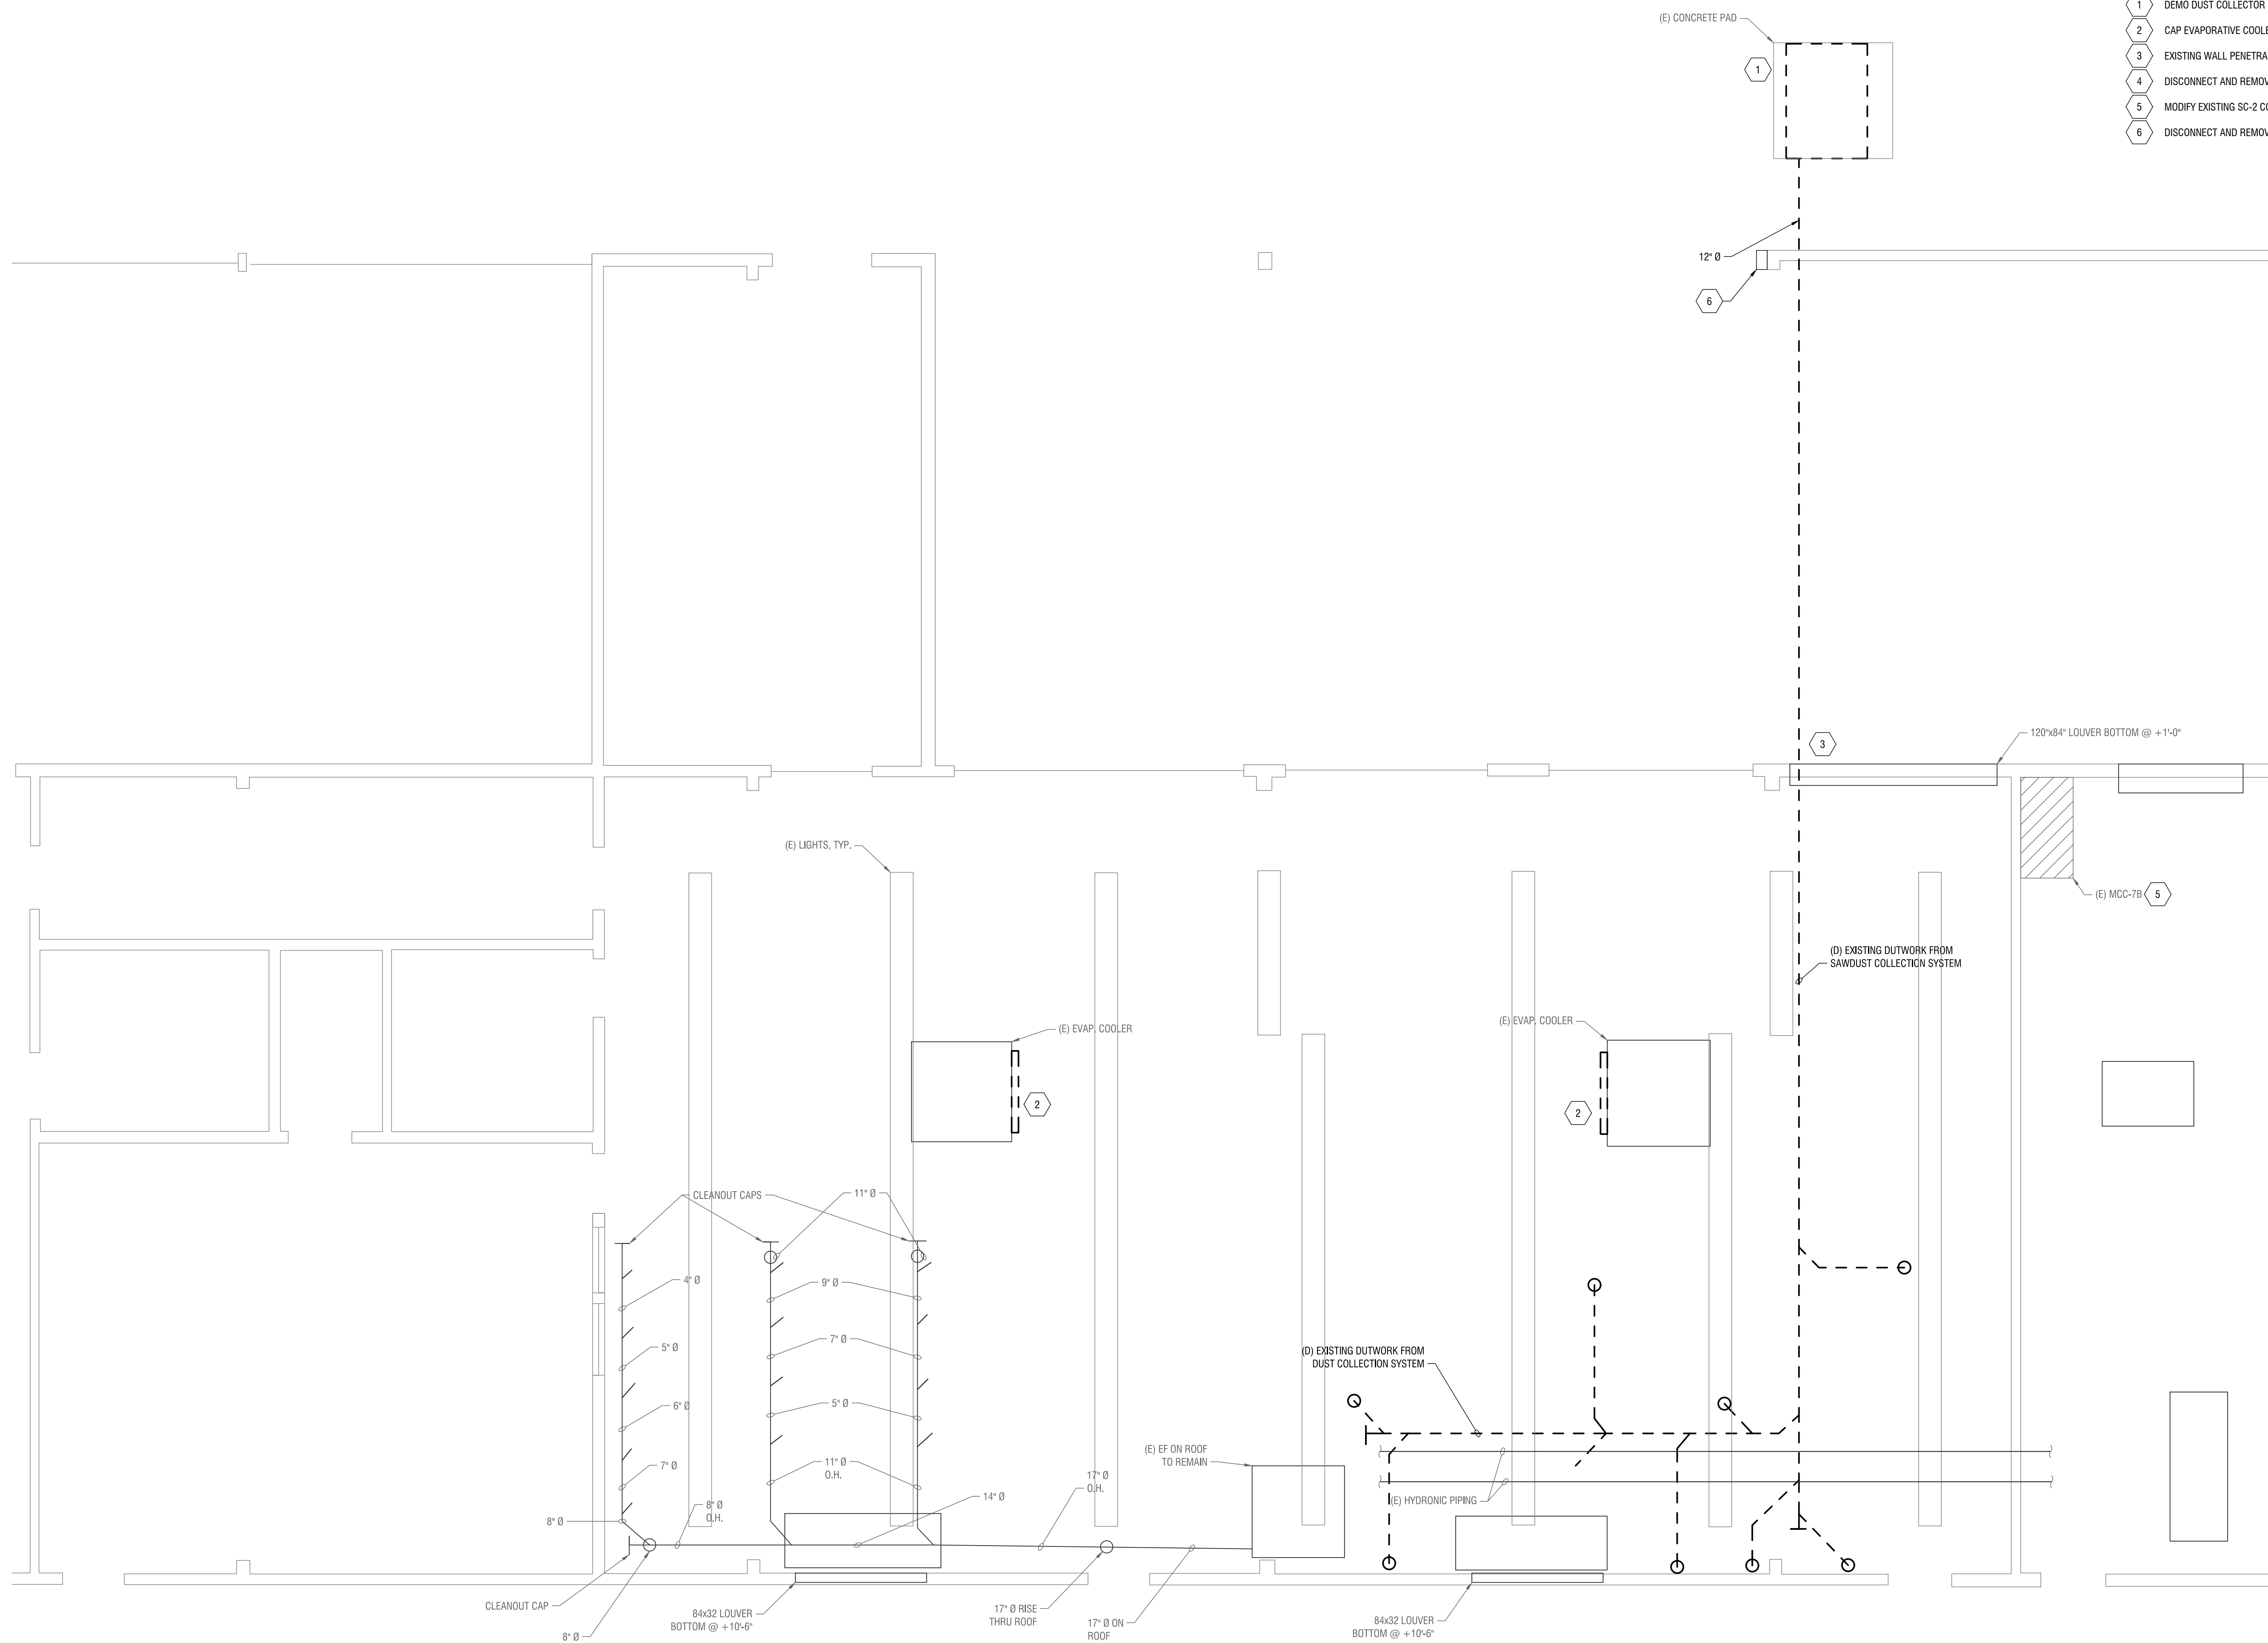 (E) CONCRETE PAD
1
1 DEMO DUST COLLECTOR
2 CAP EVAPORATIVE
3 EXISTING WALL
4 DISCONNECT AND
5 MODIFY EXISTING SC-2
6 DISCONNECT AND
12" Ø
6
3
120"x84" LOUVER BOTTOM @ +1'-0"
(E) LIGHTS, TYP.
(E) MCC-7B 5
(D) EXISTING DUTWORK FROM
SAWDUST COLLECTION SYSTEM
(E) EVAP. COOLER
(E) EVAP. COOLER
2
2
CLEANOUT CAPS
11" Ø
4" Ø
9" Ø
5" Ø
7" Ø
(D) EXISTING DUTWORK FROM
DUST COLLECTION SYSTEM
6" Ø
5" Ø
7" Ø
11" Ø
O.H.
(E) EF ON ROOF
TO REMAIN
17" Ø
O.H.
14" Ø
(E) HYDRONIC PIPING
8" Ø
O.H.
8" Ø
CLEANOUT CAP
8" Ø
84x32 LOUVER
BOTTOM @ +10'-6"
17" Ø RISE
THRU ROOF
17" Ø ON
ROOF
84x32 LOUVER
BOTTOM @ +10'-6"